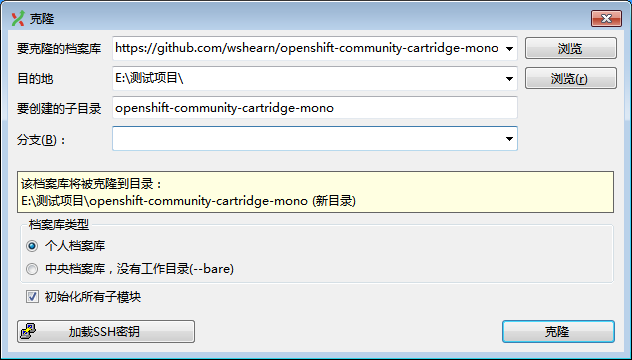 克隆
要克隆的档案库 https://github.com/wshearn/openshift-community-cartridge-mono 浏览
目的地 E:\测试项目\ 浏览(r)
要创建的子目录 openshift-community-cartridge-mono
分支(B)：
该档案库将被克隆到目录：
E:\测试项目\openshift-community-cartridge-mono (新目录)
档案库类型
个人档案库
中央档案库，没有工作目录(--bare)
初始化所有子模块
加载SSH密钥 克隆